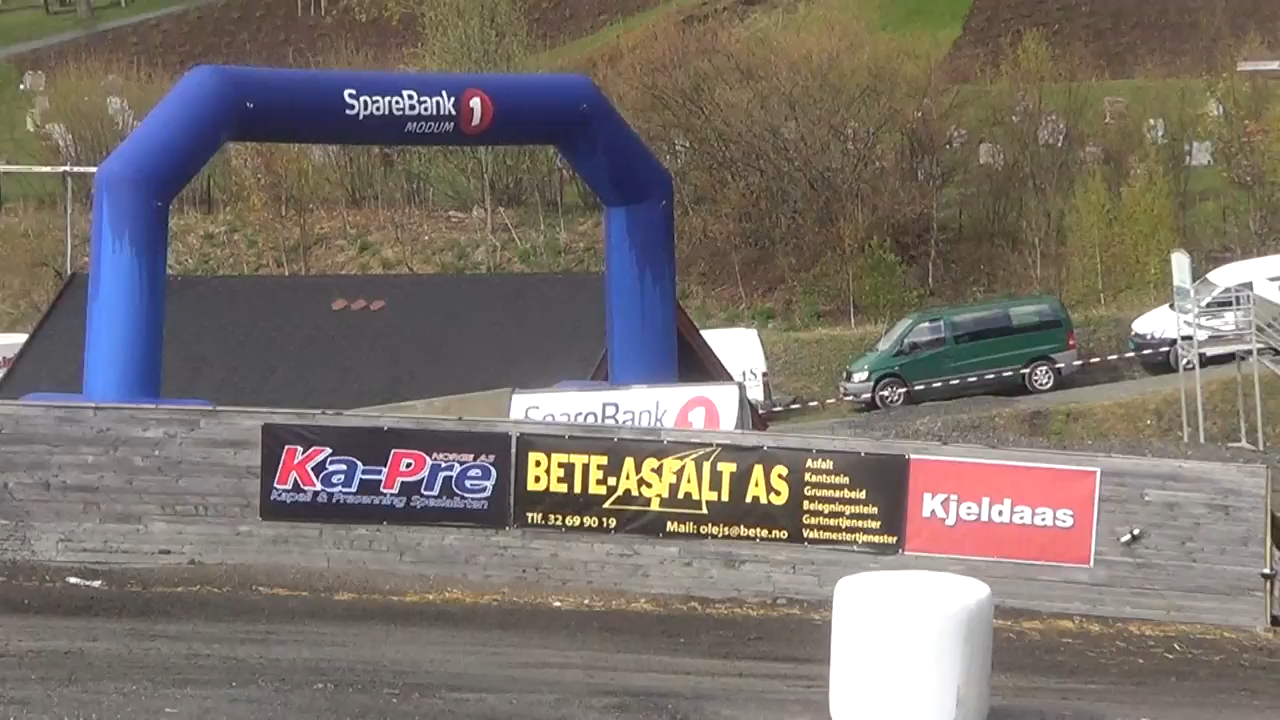 SpareBank 1
MODUM
SpareBank 1
Ka-Pre
NORGE AS
Kapell & Presenning Spesialisten
BETE-ASFALT AS
Tlf. 32 69 90 19
Mail: olejs@bete.no
Asfalt
Kantstein
Grunnarbeid
Belegningsstein
Gartnertjenester
Vaktmestertjenester
Kjeldaas